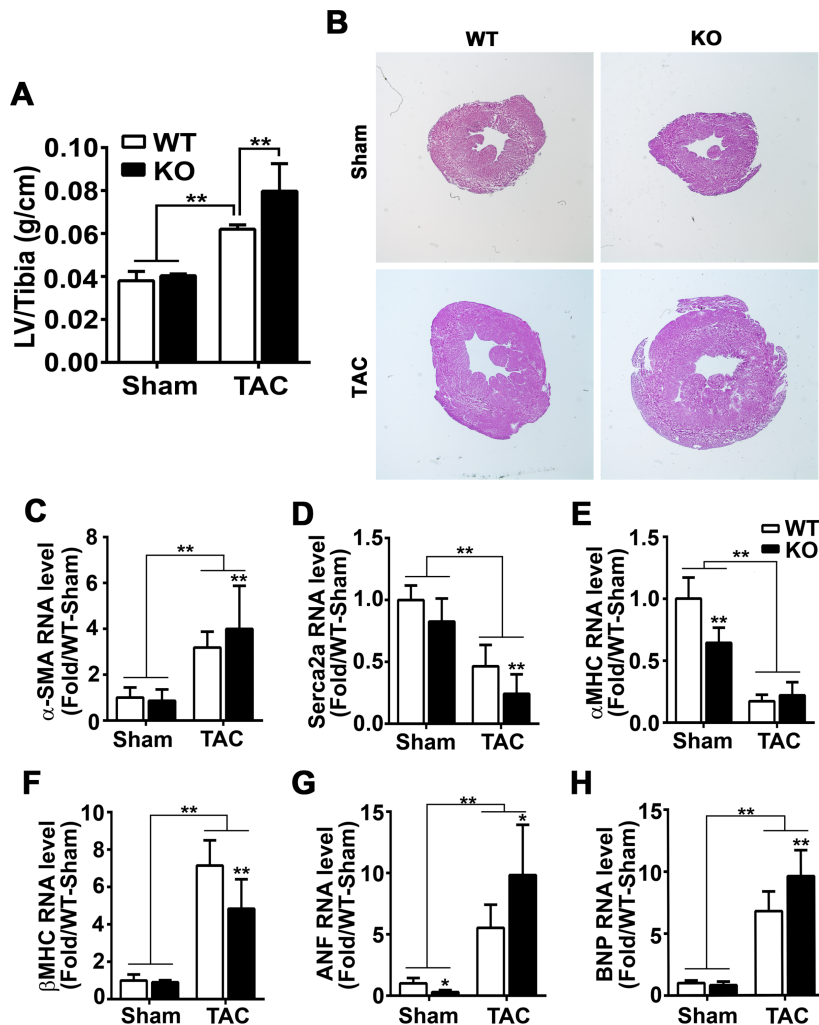 A
WT
KO
**
**
0.10
0.08
0.06
0.04
0.02
0.00
LV/Tibia (g/cm)
Sham
TAC
B
WT
KO
Sham
TAC
C
α-SMA RNA level
(Fold/WT-Sham)
8
6
4
2
0
**
**
Sham
TAC
D
Serca2a RNA level
(Fold/WT-Sham)
1.5
1.0
0.5
0.0
**
**
Sham
TAC
E
αMHC RNA level
(Fold/WT-Sham)
1.5
1.0
0.5
0.0
WT
KO
**
**
Sham
TAC
F
βMHC RNA level
(Fold/WT-Sham)
10
8
6
4
2
0
**
**
Sham
TAC
G
ANF RNA level
(Fold/WT-Sham)
15
10
5
0
**
*
*
Sham
TAC
H
BNP RNA level
(Fold/WT-Sham)
15
10
5
0
**
**
Sham
TAC